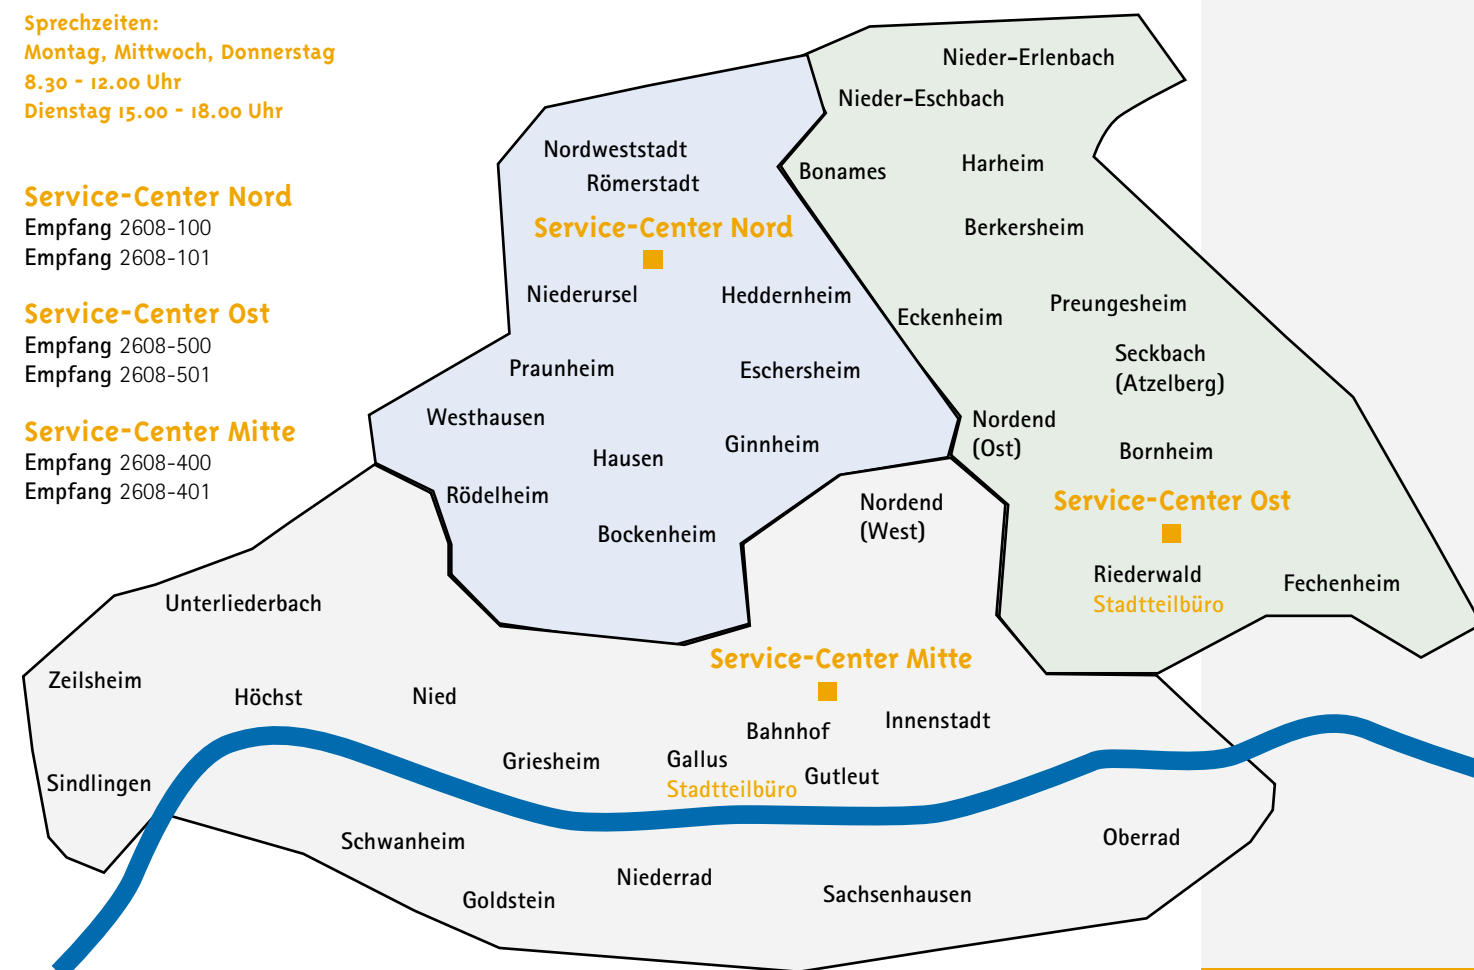 Sprechzeiten:
Montag, Mittwoch, Donnerstag
8.30 - 12.00 Uhr
Dienstag 15.00 - 18.00 Uhr
Service-Center Nord
Empfang 2608-100
Empfang 2608-101
Service-Center Ost
Empfang 2608-500
Empfang 2608-501
Service-Center Mitte
Empfang 2608-400
Empfang 2608-401
Nordweststadt
Römerstadt
Service-Center Nord
Niederursel
Heddernheim
Praunheim
Eschersheim
Westhausen
Ginnheim
Hausen
Rödelheim
Bockenheim
Nieder-Erlenbach
Nieder-Eschbach
Bonames
Harheim
Berkersheim
Eckenheim
Preungesheim
Seckbach
(Atzelberg)
Nordend
(Ost)
Bornheim
Service-Center Ost
Riederwald
Stadtteilbüro
Fechenheim
Nordend
(West)
Unterliederbach
Service-Center Mitte
Zeilsheim
Höchst
Nied
Innenstadt
Bahnhof
Griesheim
Gallus
Stadtteilbüro
Gutleut
Sindlingen
Schwanheim
Oberrad
Niederrad
Goldstein
Sachsenhausen